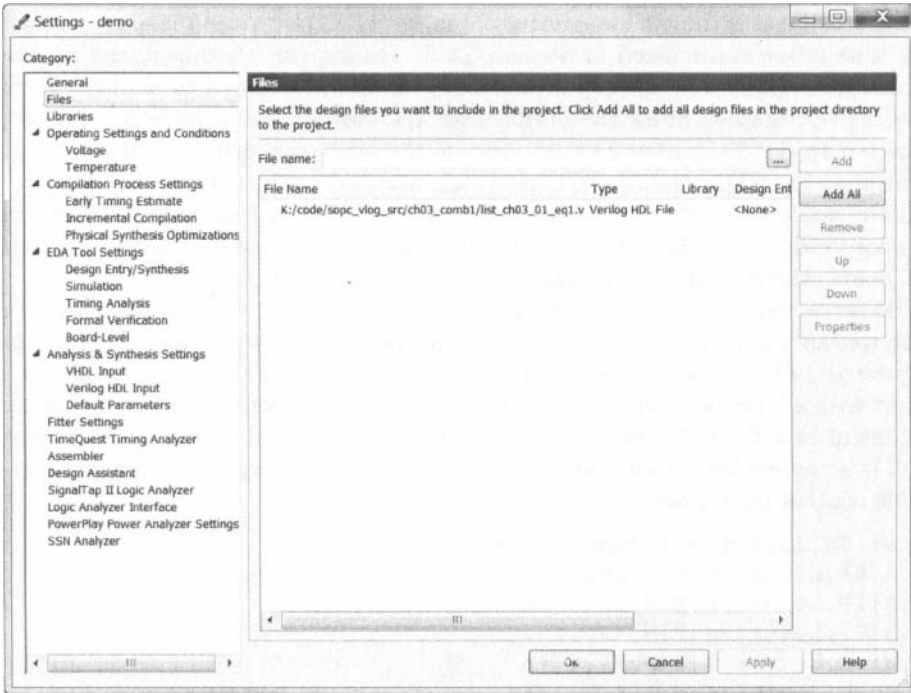 Settings - demo
Category:
General
Files
Libraries
Operating Settings and Conditions
Voltage
Temperature
Compilation Process Settings
Early Timing Estimate
Incremental Compilation
Physical Synthesis Optimizations
EDA Tool Settings
Design Entry/Synthesis
Simulation
Timing Analysis
Formal Verification
Board-Level
Analysis & Synthesis Settings
VHDL Input
Verilog HDL Input
Default Parameters
Fitter Settings
TimeQuest Timing Analyzer
Assembler
Design Assistant
SignalTap II Logic Analyzer
Logic Analyzer Interface
PowerPlay Power Analyzer Settings
SSN Analyzer
Files
Select the design files you want to include in the project. Click Add All to add all design files in the project directory
to the project.
File name:
...
Add
File Name Type Library Design Ent
Add All
K:/code/sopc_vlog_src/ch03_comb1/list_ch03_01_eq1.v Verilog HDL File <None>
Remove
Up
Down
Properties
OK Cancel Apply Help